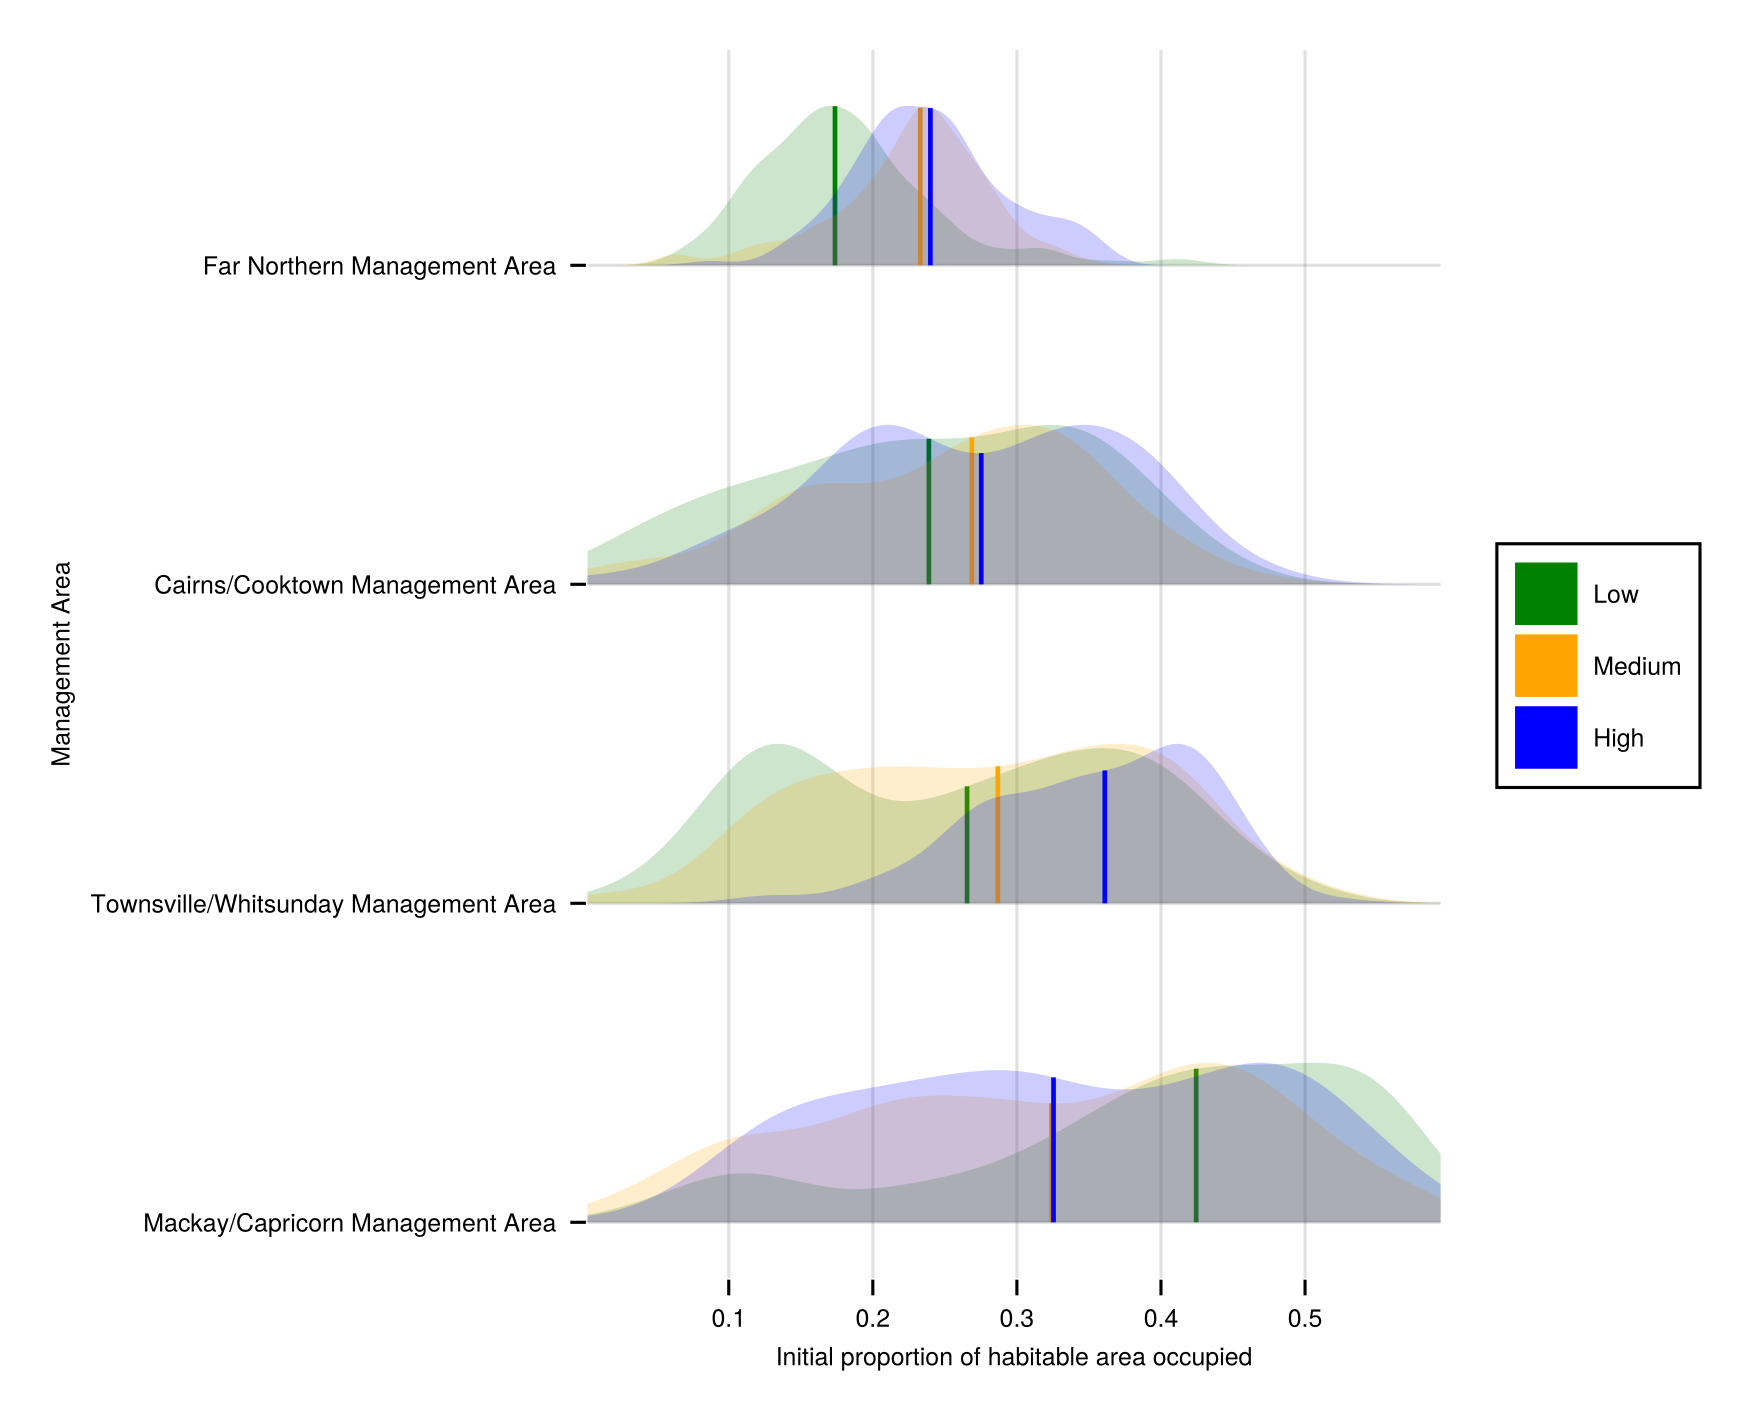 Far Northern Management Area
Cairns/Cooktown Management Area
Townsville/Whitsunday Management Area
Mackay/Capricorn Management Area
Management Area
0.1
0.2
0.3
0.4
0.5
Initial proportion of habitable area occupied
Low
Medium
High